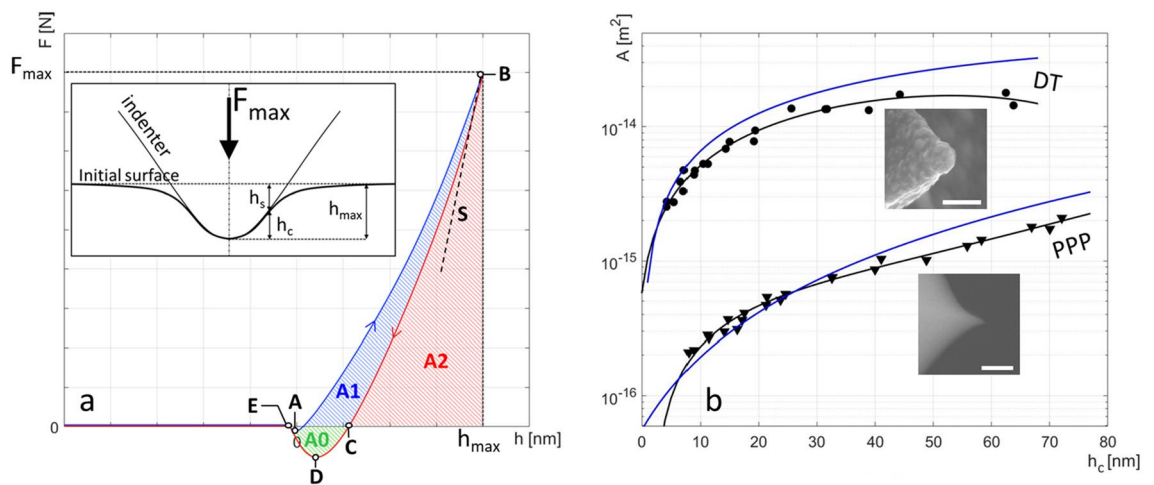 F [N]
Fmax
B
Fmax
indenter
Initial surface
hs
hc
hmax
S
A2
A1
a
E
A
0
0
A0
C
D
hmax
h [nm]
A [m²]
DT
10⁻¹⁴
10⁻¹⁵
PPP
10⁻¹⁶
b
0
10
20
30
40
50
60
70
80
hc [nm]